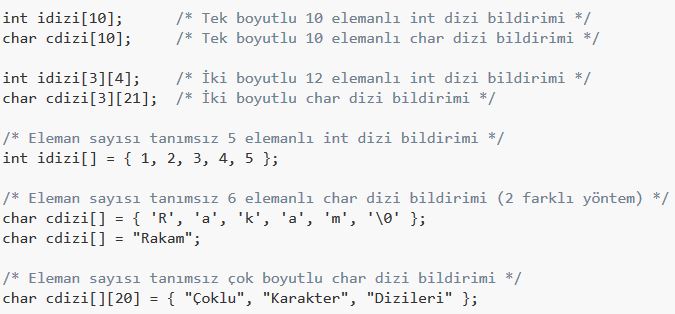 int idizi[10];      /* Tek boyutlu 10 elemanlı int dizi bildirimi */
char cdizi[10];     /* Tek boyutlu 10 elemanlı char dizi bildirimi */
int idizi[3][4];    /* İki boyutlu 12 elemanlı int dizi bildirimi */
char cdizi[3][21];  /* İki boyutlu char dizi bildirimi */
/* Eleman sayısı tanımsız 5 elemanlı int dizi bildirimi */
int idizi[] = { 1, 2, 3, 4, 5 };
/* Eleman sayısı tanımsız 6 elemanlı char dizi bildirimi (2 farklı yöntem) */
char cdizi[] = { 'R', 'a', 'k', 'a', 'm', '\0' };
char cdizi[] = "Rakam";
/* Eleman sayısı tanımsız çok boyutlu char dizi bildirimi */
char cdizi[][20] = { "Çoklu", "Karakter", "Dizileri" };